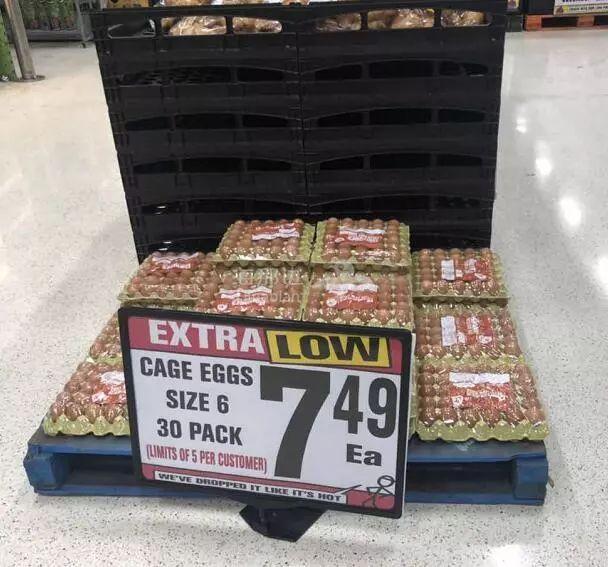 EXTRA LOW
CAGE EGGS
SIZE 6
30 PACK
(LIMITS OF 5 PER CUSTOMER)
7 49
Ea
WE'VE DROPPED IT LIKE IT'S HOT